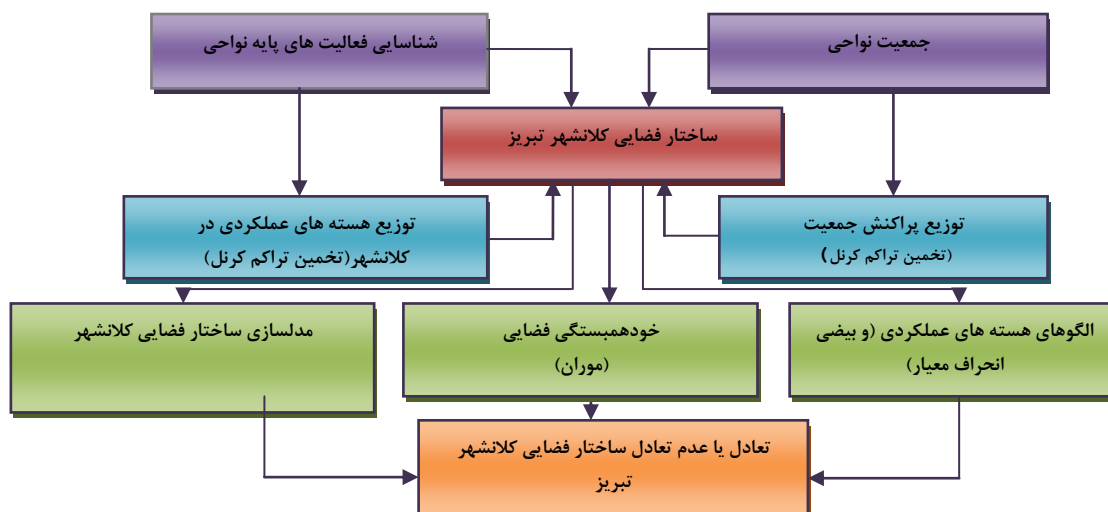 جمعیت نواحی
شناسایی فعالیت های پایه نواحی
ساختار فضایی کلانشهر تبریز
توزیع پراکنش جمعیت
(تخمین تراکم کرنل)
توزیع هسته های عملکردی در
کلانشهر(تخمین تراکم کرنل)
الگوهای هسته های عملکردی (و بیضی
انحراف معیار)
خودهمبستگی فضایی
(موران)
مدلسازی ساختار فضایی کلانشهر
تعادل یا عدم تعادل ساختار فضایی کلانشهر
تبریز